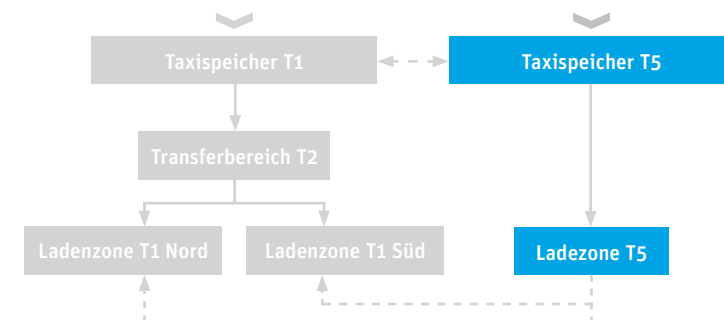 Taxispeicher T1
Taxispeicher T5
Transferbereich T2
Ladenzone T1 Nord
Ladenzone T1 Süd
Ladezone T5